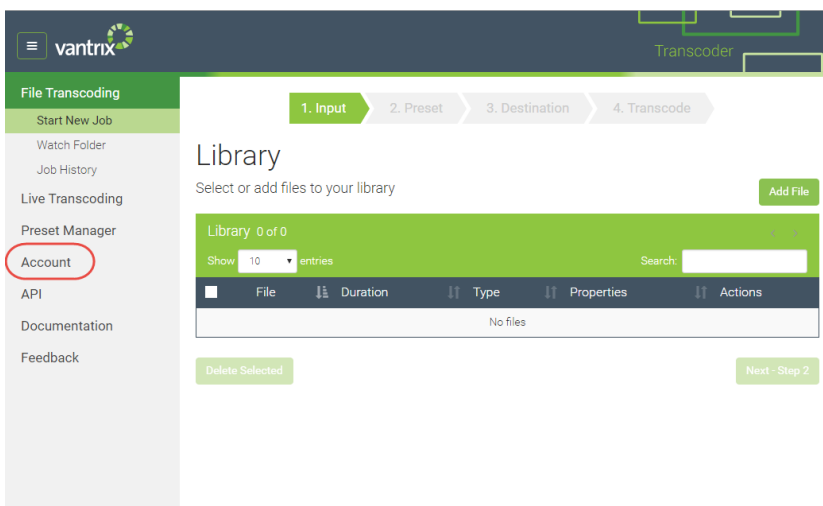 vantrix
Transcoder
File Transcoding
Start New Job
Watch Folder
Job History
Live Transcoding
Preset Manager
Account
API
Documentation
Feedback
1. Input
2. Preset
3. Destination
4. Transcode
Library
Select or add files to your library
Add File
Library 0 of 0
Show 10 entries
Search:
File Duration Type Properties Actions
No files
Delete Selected
Next - Step 2